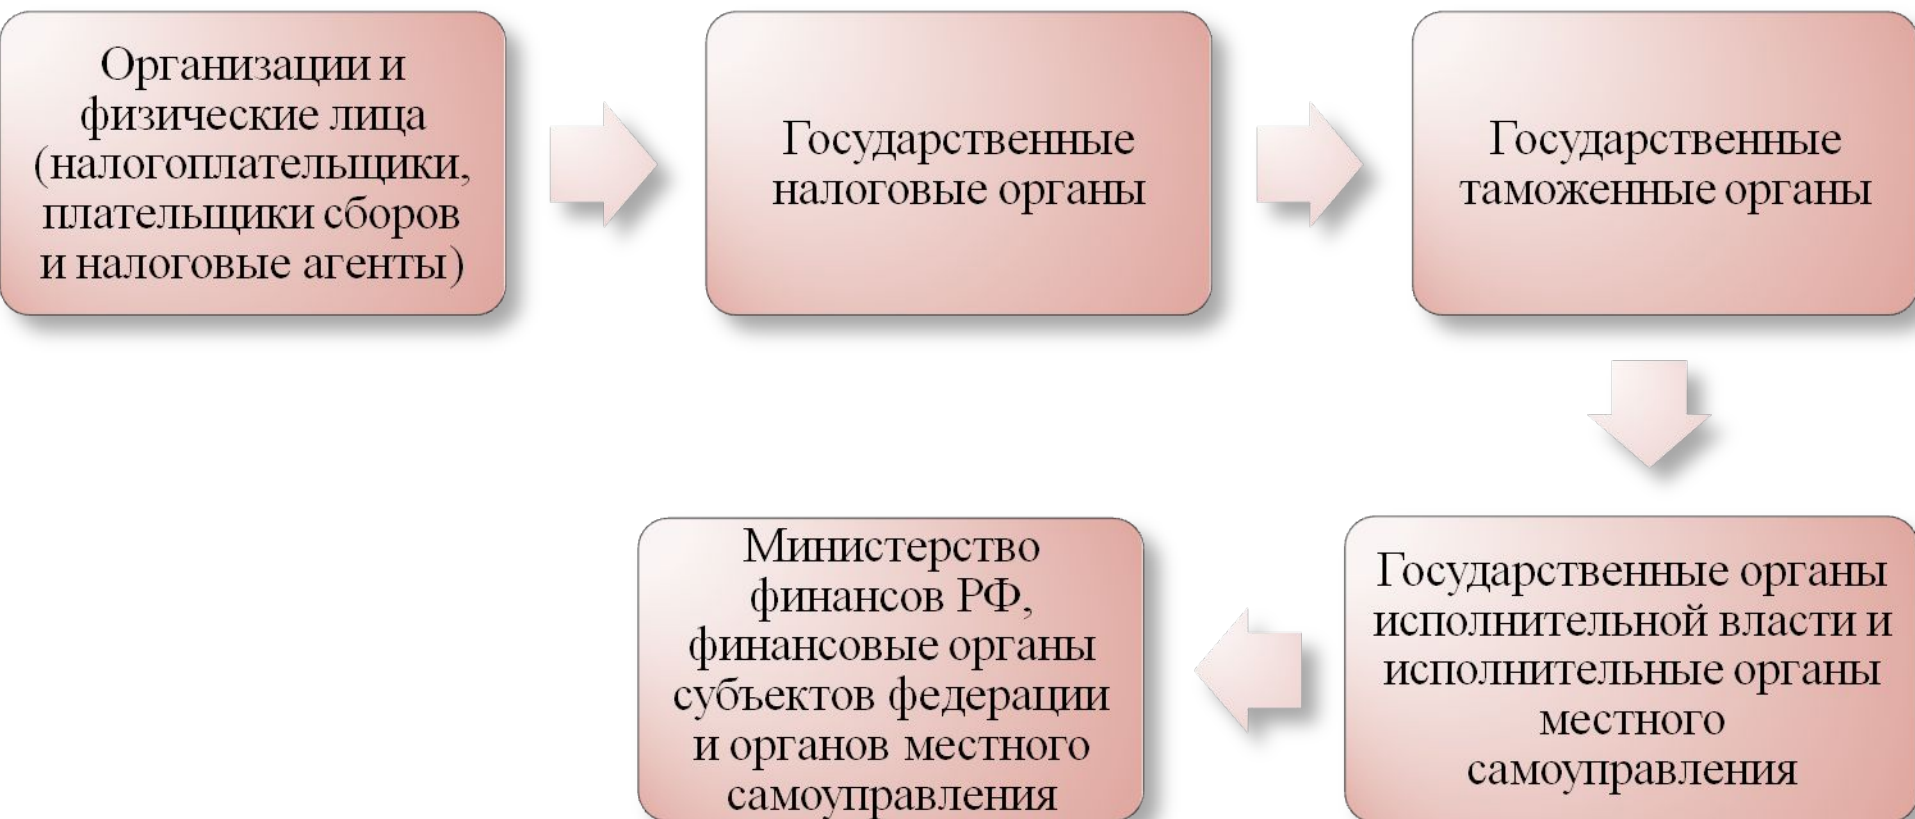 Организации и
физические лица
(налогоплательщики,
плательщики сборов
и налоговые агенты)
Государственные
налоговые органы
Государственные
таможенные органы
Государственные органы
исполнительной власти и
исполнительные органы
местного
самоуправления
Министерство
финансов РФ,
финансовые органы
субъектов федерации
и органов местного
самоуправления